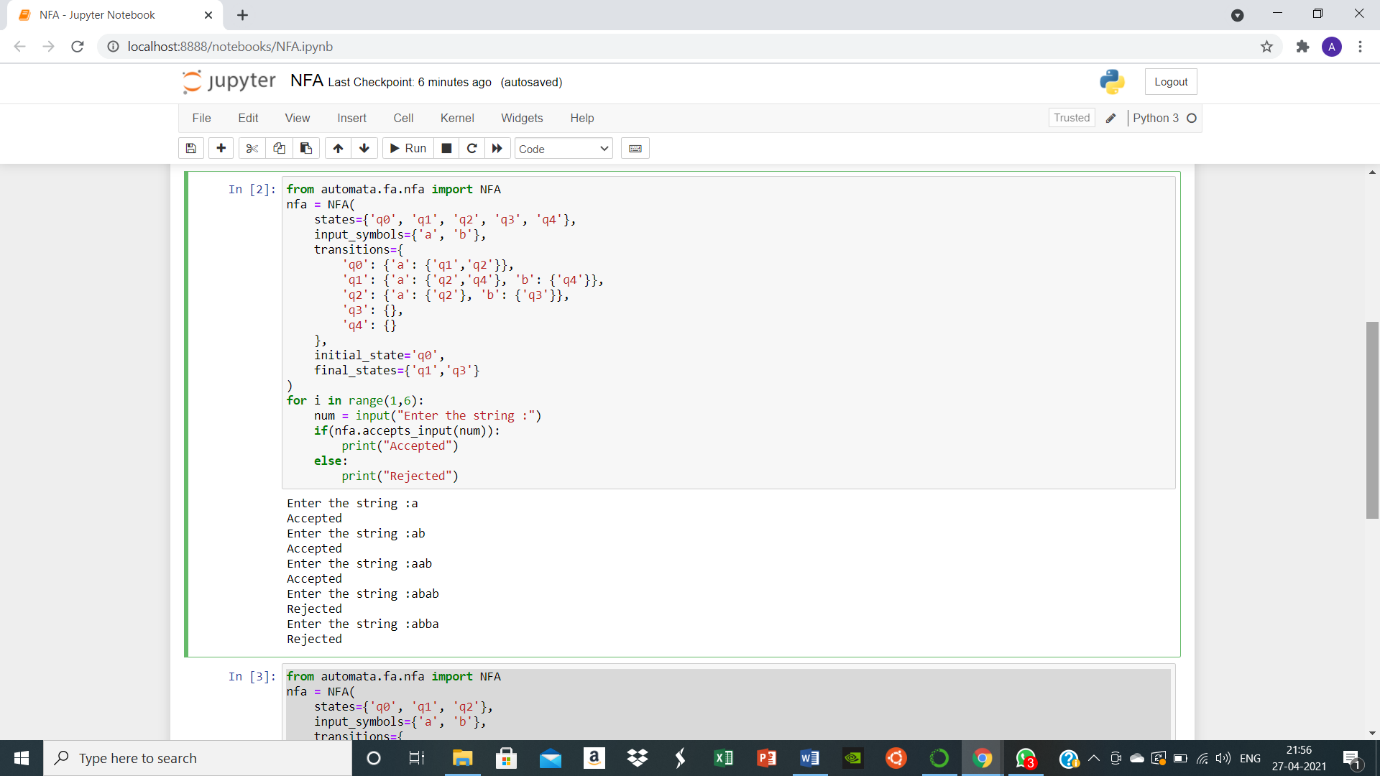 NFA - Jupyter Notebook
localhost:8888/notebooks/NFA.ipynb
A
jupyter NFA Last Checkpoint: 6 minutes ago (autosaved)
Logout
File Edit View Insert Cell Kernel Widgets Help
Trusted Python 3
Run Code
In [2]: from automata.fa.nfa import NFA
nfa = NFA(
    states={'q0', 'q1', 'q2', 'q3', 'q4'},
    input_symbols={'a', 'b'},
    transitions={
        'q0': {'a': {'q1','q2'}},
        'q1': {'a': {'q2','q4'}, 'b': {'q4'}},
        'q2': {'a': {'q2'}, 'b': {'q3'}},
        'q3': {},
        'q4': {}
    },
    initial_state='q0',
    final_states={'q1','q3'}
)
for i in range(1,6):
    num = input("Enter the string :")
    if(nfa.accepts_input(num)):
        print("Accepted")
    else:
        print("Rejected")
Enter the string :a
Accepted
Enter the string :ab
Accepted
Enter the string :aab
Accepted
Enter the string :abab
Rejected
Enter the string :abba
Rejected
In [3]: from automata.fa.nfa import NFA
nfa = NFA(
    states={'q0', 'q1', 'q2'},
    input_symbols={'a', 'b'},
    transitions={
Type here to search
a
3
ENG
21:56
27-04-2021
1